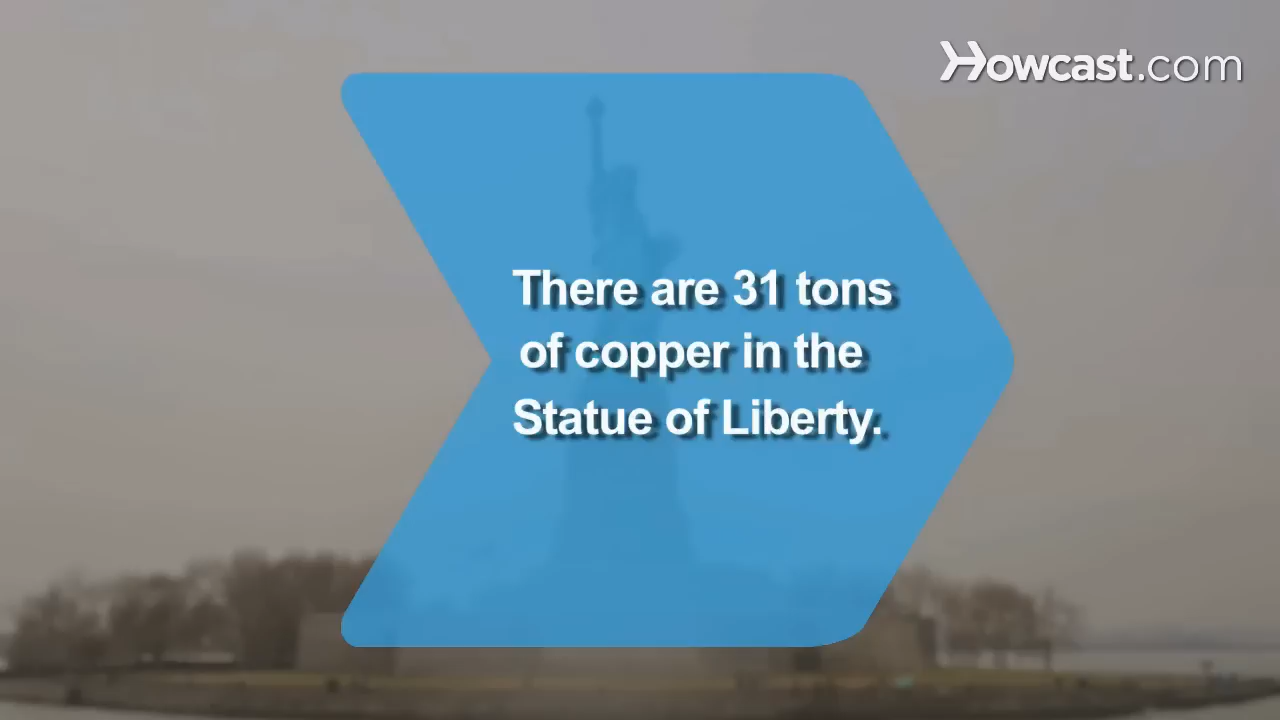 Howcast.com
There are 31 tons
of copper in the
Statue of Liberty.